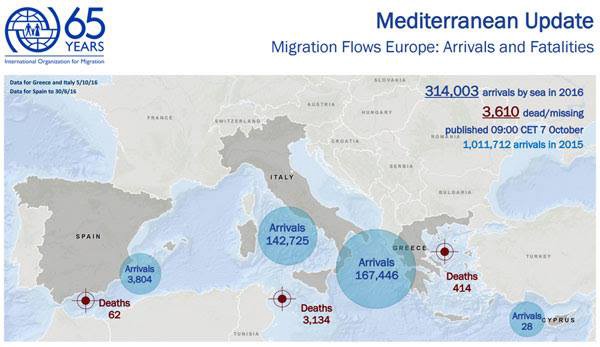 IOM OIM
65
YEARS
International Organization for Migration
Mediterranean Update
Migration Flows Europe: Arrivals and Fatalities
Data for Greece and Italy 5/10/16
Data for Spain to 30/6/16
314,003 arrivals by sea in 2016
3,610 dead/missing
published 09:00 CET 7 October
1,011,712 arrivals in 2015
FRANCE
SWITZERLAND
AUSTRIA
HUNGARY
CROATIA
ROMANIA
SERBIA
BULGARIA
ITALY
SPAIN
GREECE
TURKEY
CYPRUS
TUNISIA
Arrivals
142,725
Arrivals
167,446
Arrivals
3,804
Arrivals
28
Deaths
62
Deaths
3,134
Deaths
414